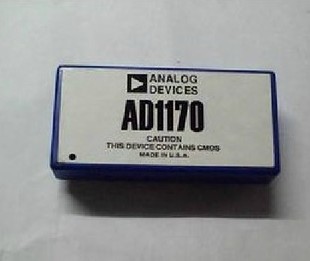 ANALOG
DEVICES
AD1170
CAUTION
THIS DEVICE CONTAINS CMOS
MADE IN U.S.A.